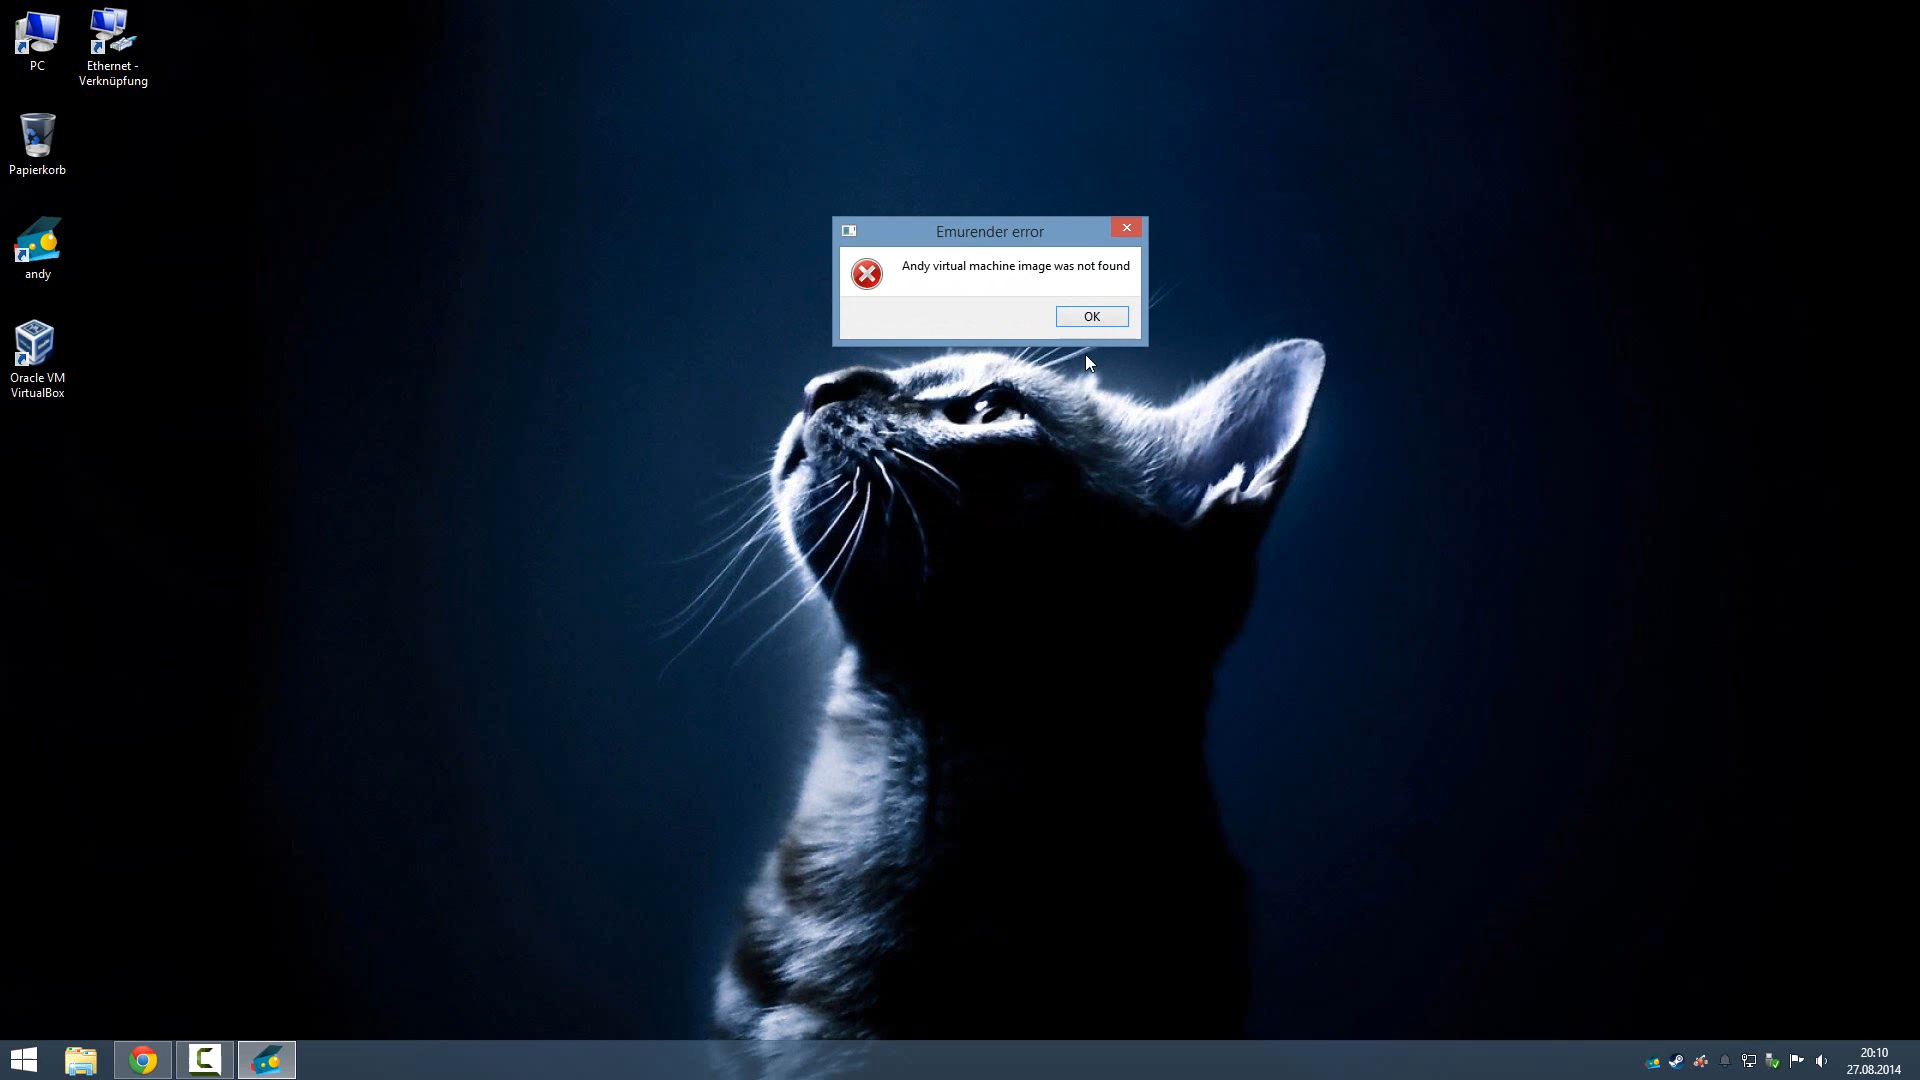 PC
Ethernet -
Verknüpfung
Papierkorb
andy
Oracle VM
VirtualBox
Emurender error
Andy virtual machine image was not found
OK
20:10
27.08.2014